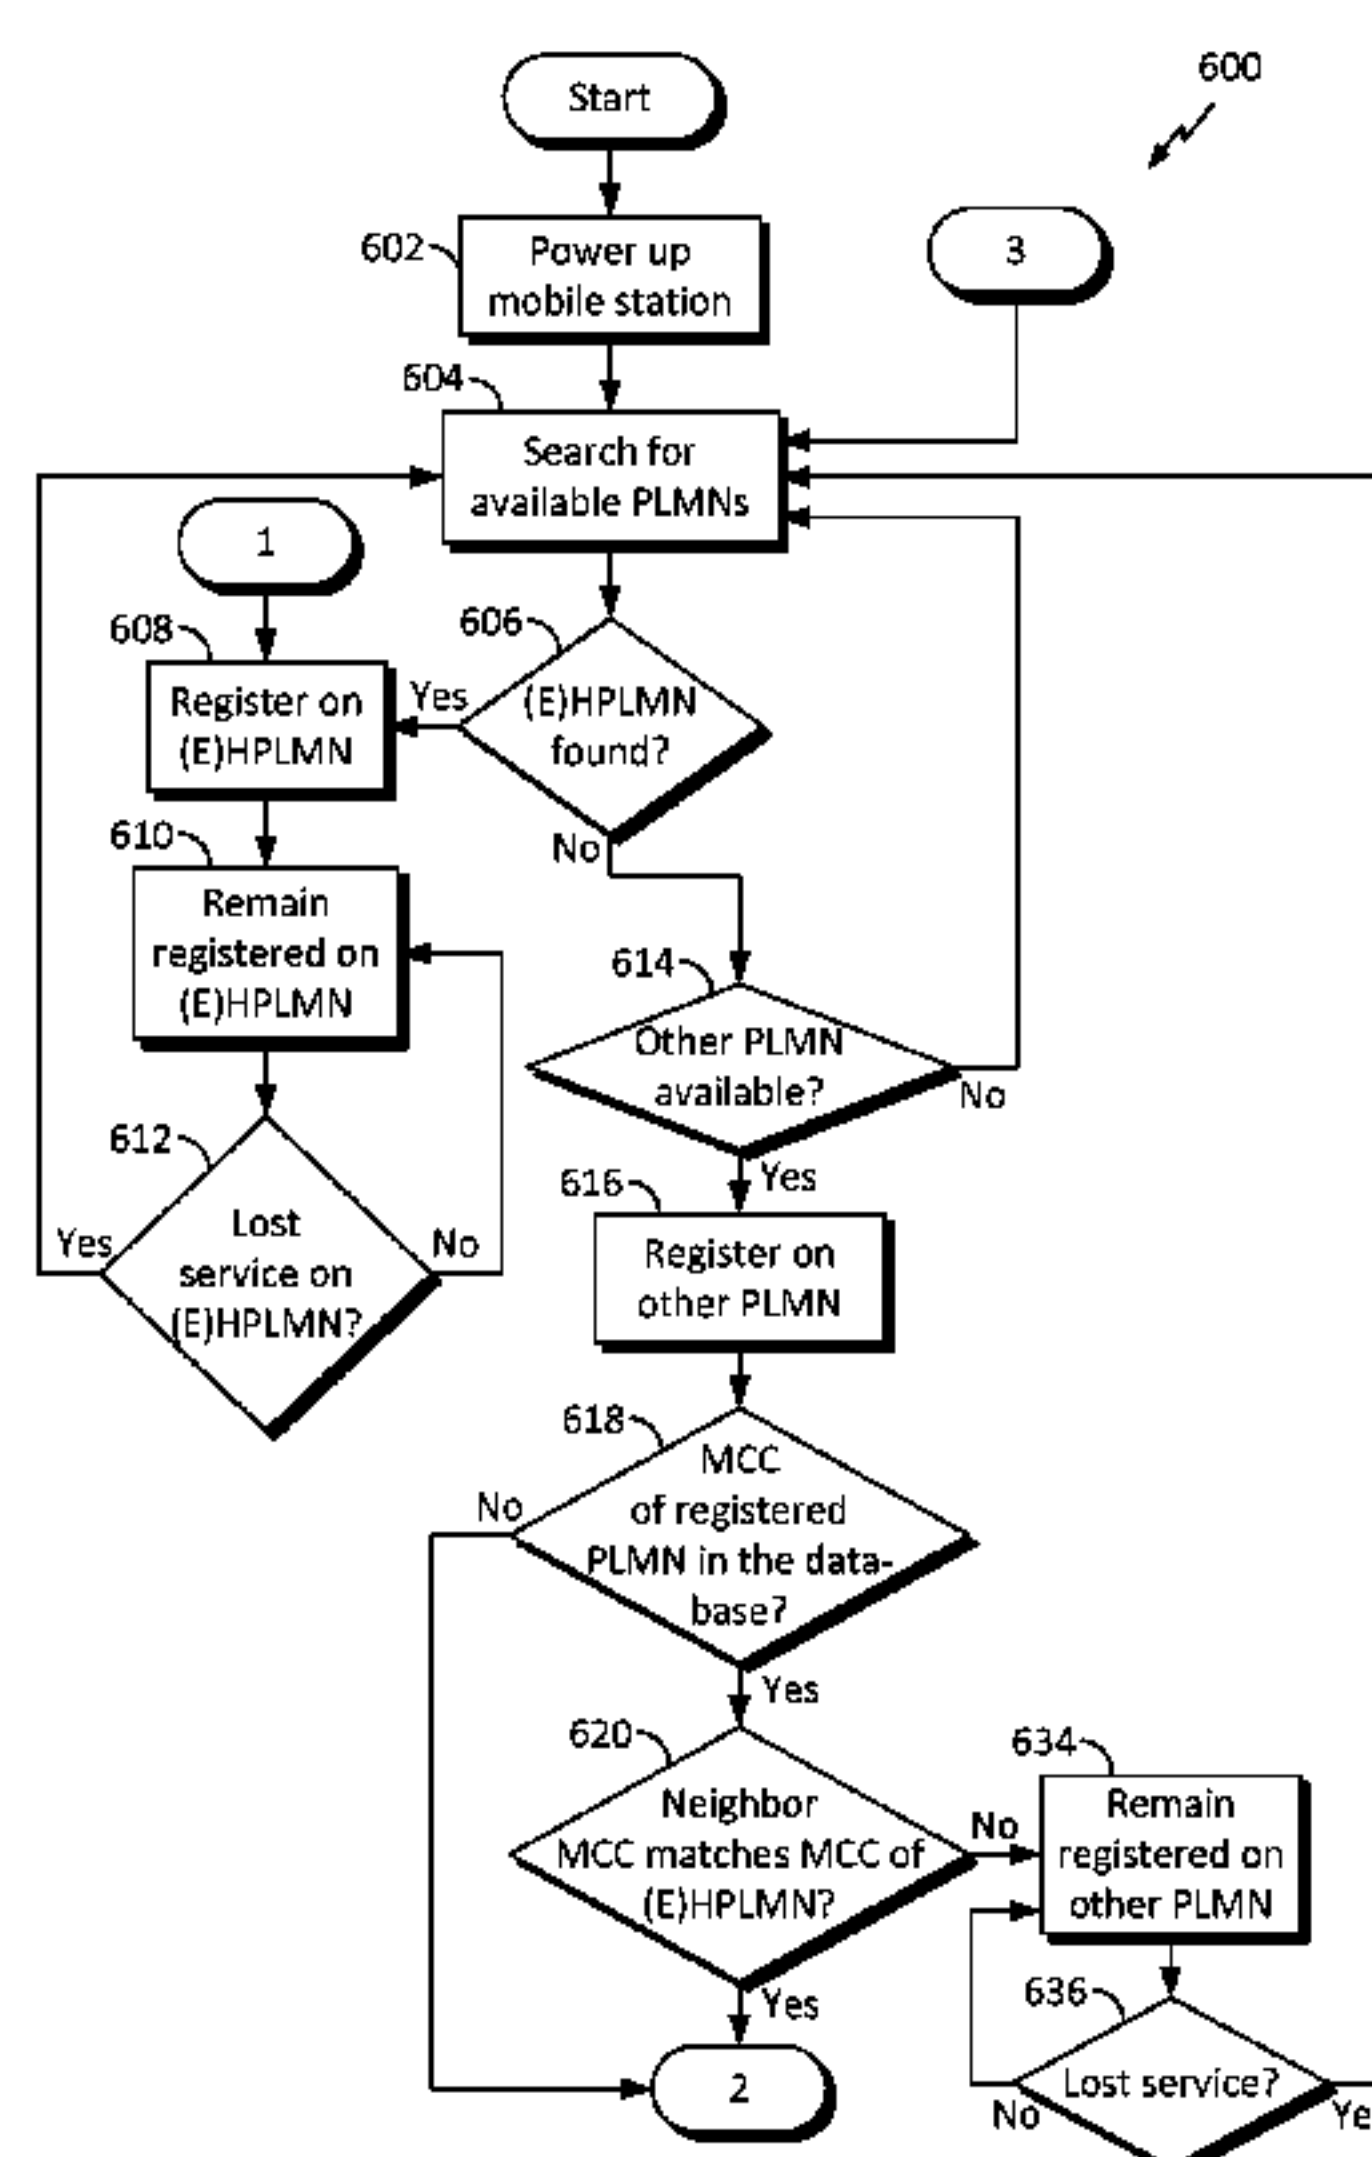 Start
600
602
Power up
mobile station
3
604
Search for
available PLMNs
1
608
606
Register on
(E)HPLMN
Yes
(E)HPLMN
found?
No
610
Remain
registered on
(E)HPLMN
614
Other PLMN
available?
No
612
Yes
Lost
service on
(E)HPLMN?
No
Yes
616
Register on
other PLMN
618
No
MCC
of registered
PLMN in the data-
base?
Yes
620
Neighbor
MCC matches MCC of
(E)HPLMN?
No
634
Remain
registered on
other PLMN
Yes
636
Lost service?
No
Ye
2